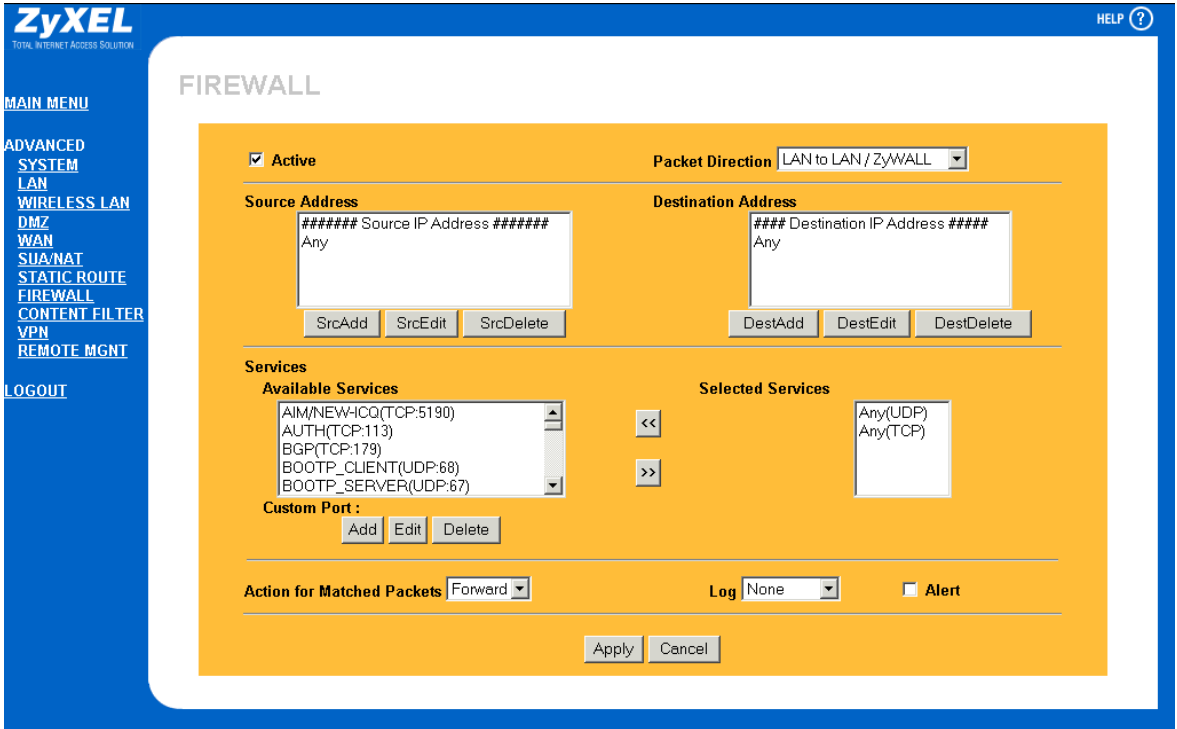 ZyXEL
TOTAL INTERNET ACCESS SOLUTION
HELP ?
MAIN MENU
ADVANCED
SYSTEM
LAN
WIRELESS LAN
DMZ
WAN
SUA/NAT
STATIC ROUTE
FIREWALL
CONTENT FILTER
VPN
REMOTE MGNT
LOGOUT
FIREWALL
Active
Packet Direction LAN to LAN / ZyWALL
Source Address
####### Source IP Address #######
Any
SrcAdd SrcEdit SrcDelete
Destination Address
#### Destination IP Address #####
Any
DestAdd DestEdit DestDelete
Services
Available Services
AIM/NEW-ICQ(TCP:5190)
AUTH(TCP:113)
BGP(TCP:179)
BOOTP_CLIENT(UDP:68)
BOOTP_SERVER(UDP:67)
<<
>>
Selected Services
Any(UDP)
Any(TCP)
Custom Port :
Add Edit Delete
Action for Matched Packets Forward Log None Alert
Apply Cancel